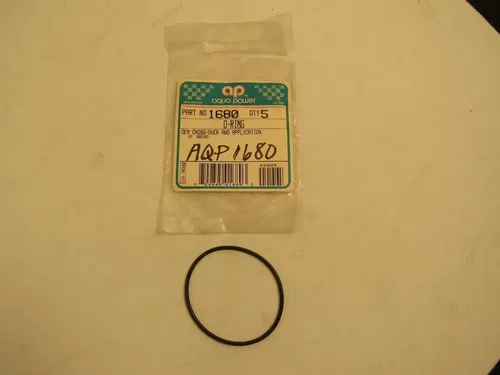 ap
aqua power
PART NO 1680 QTY 5
O-RING
OEM CROSS-OVER AND APPLICATION
AQP 1680